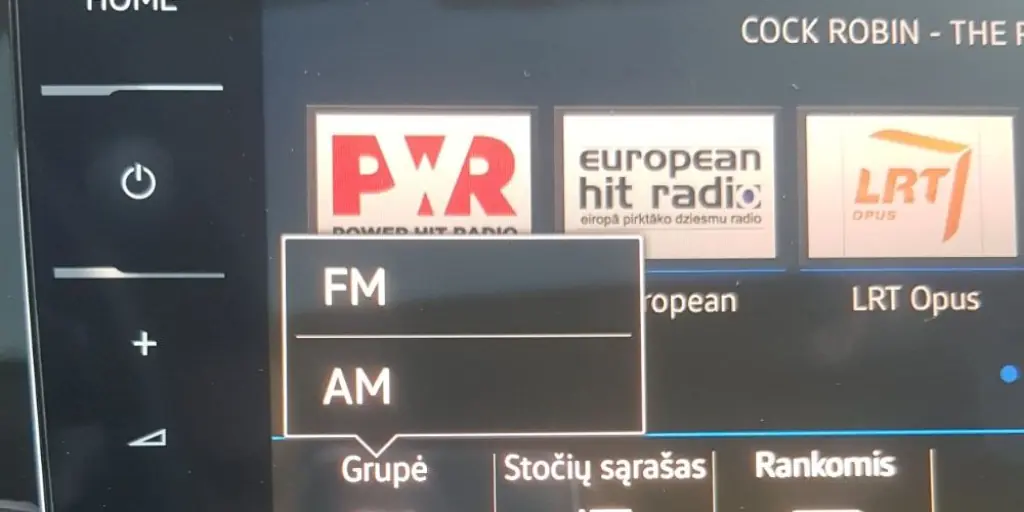 HOME
COCK ROBIN - THE
PWR
POWER HIT RADIO
european
hit radio
eiropā pirktāko dziesmu radio
LRT
OPUS
FM
ropean
LRT Opus
AM
Grupė
Stočių sąrašas
Rankomis